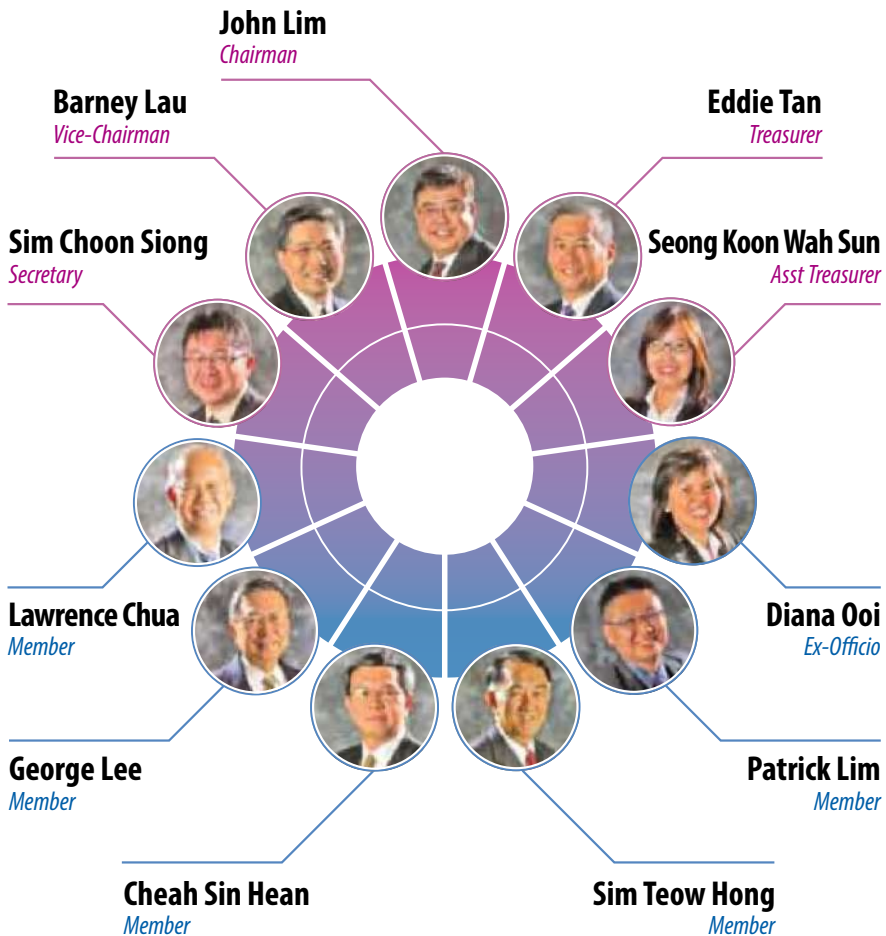 John Lim
Chairman
Barney Lau
Vice-Chairman
Eddie Tan
Treasurer
Sim Choon Siong
Secretary
Seong Koon Wah Sun
Asst Treasurer
Lawrence Chua
Member
Diana Ooi
Ex-Officio
George Lee
Member
Patrick Lim
Member
Cheah Sin Hean
Member
Sim Teow Hong
Member